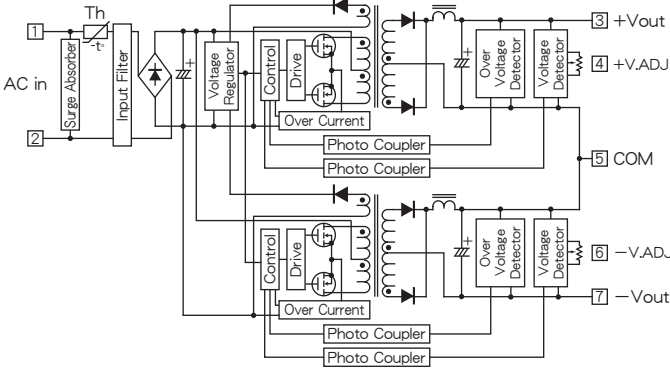 Th
1
-t°
AC in
Surge Absorber
Input Filter
+
2
Voltage
Regulator
Control
Drive
Over Current
Photo Coupler
Photo Coupler
+
Over
Voltage
Detector
Voltage
Detector
3 +Vout
4 +V.ADJ
5 COM
Control
Drive
Over Current
Photo Coupler
Photo Coupler
+
Over
Voltage
Detector
Voltage
Detector
6 －V.ADJ
7 －Vout